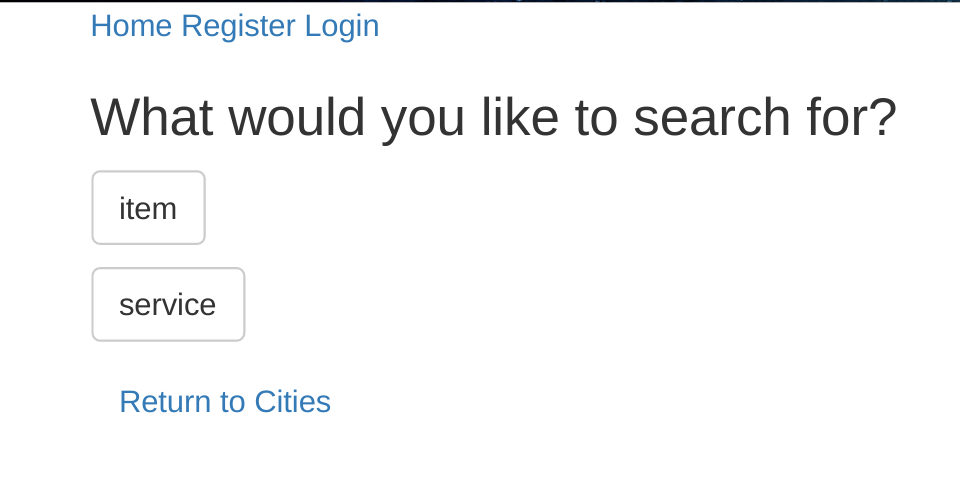 Home Register Login
What would you like to search for?
item
service
Return to Cities